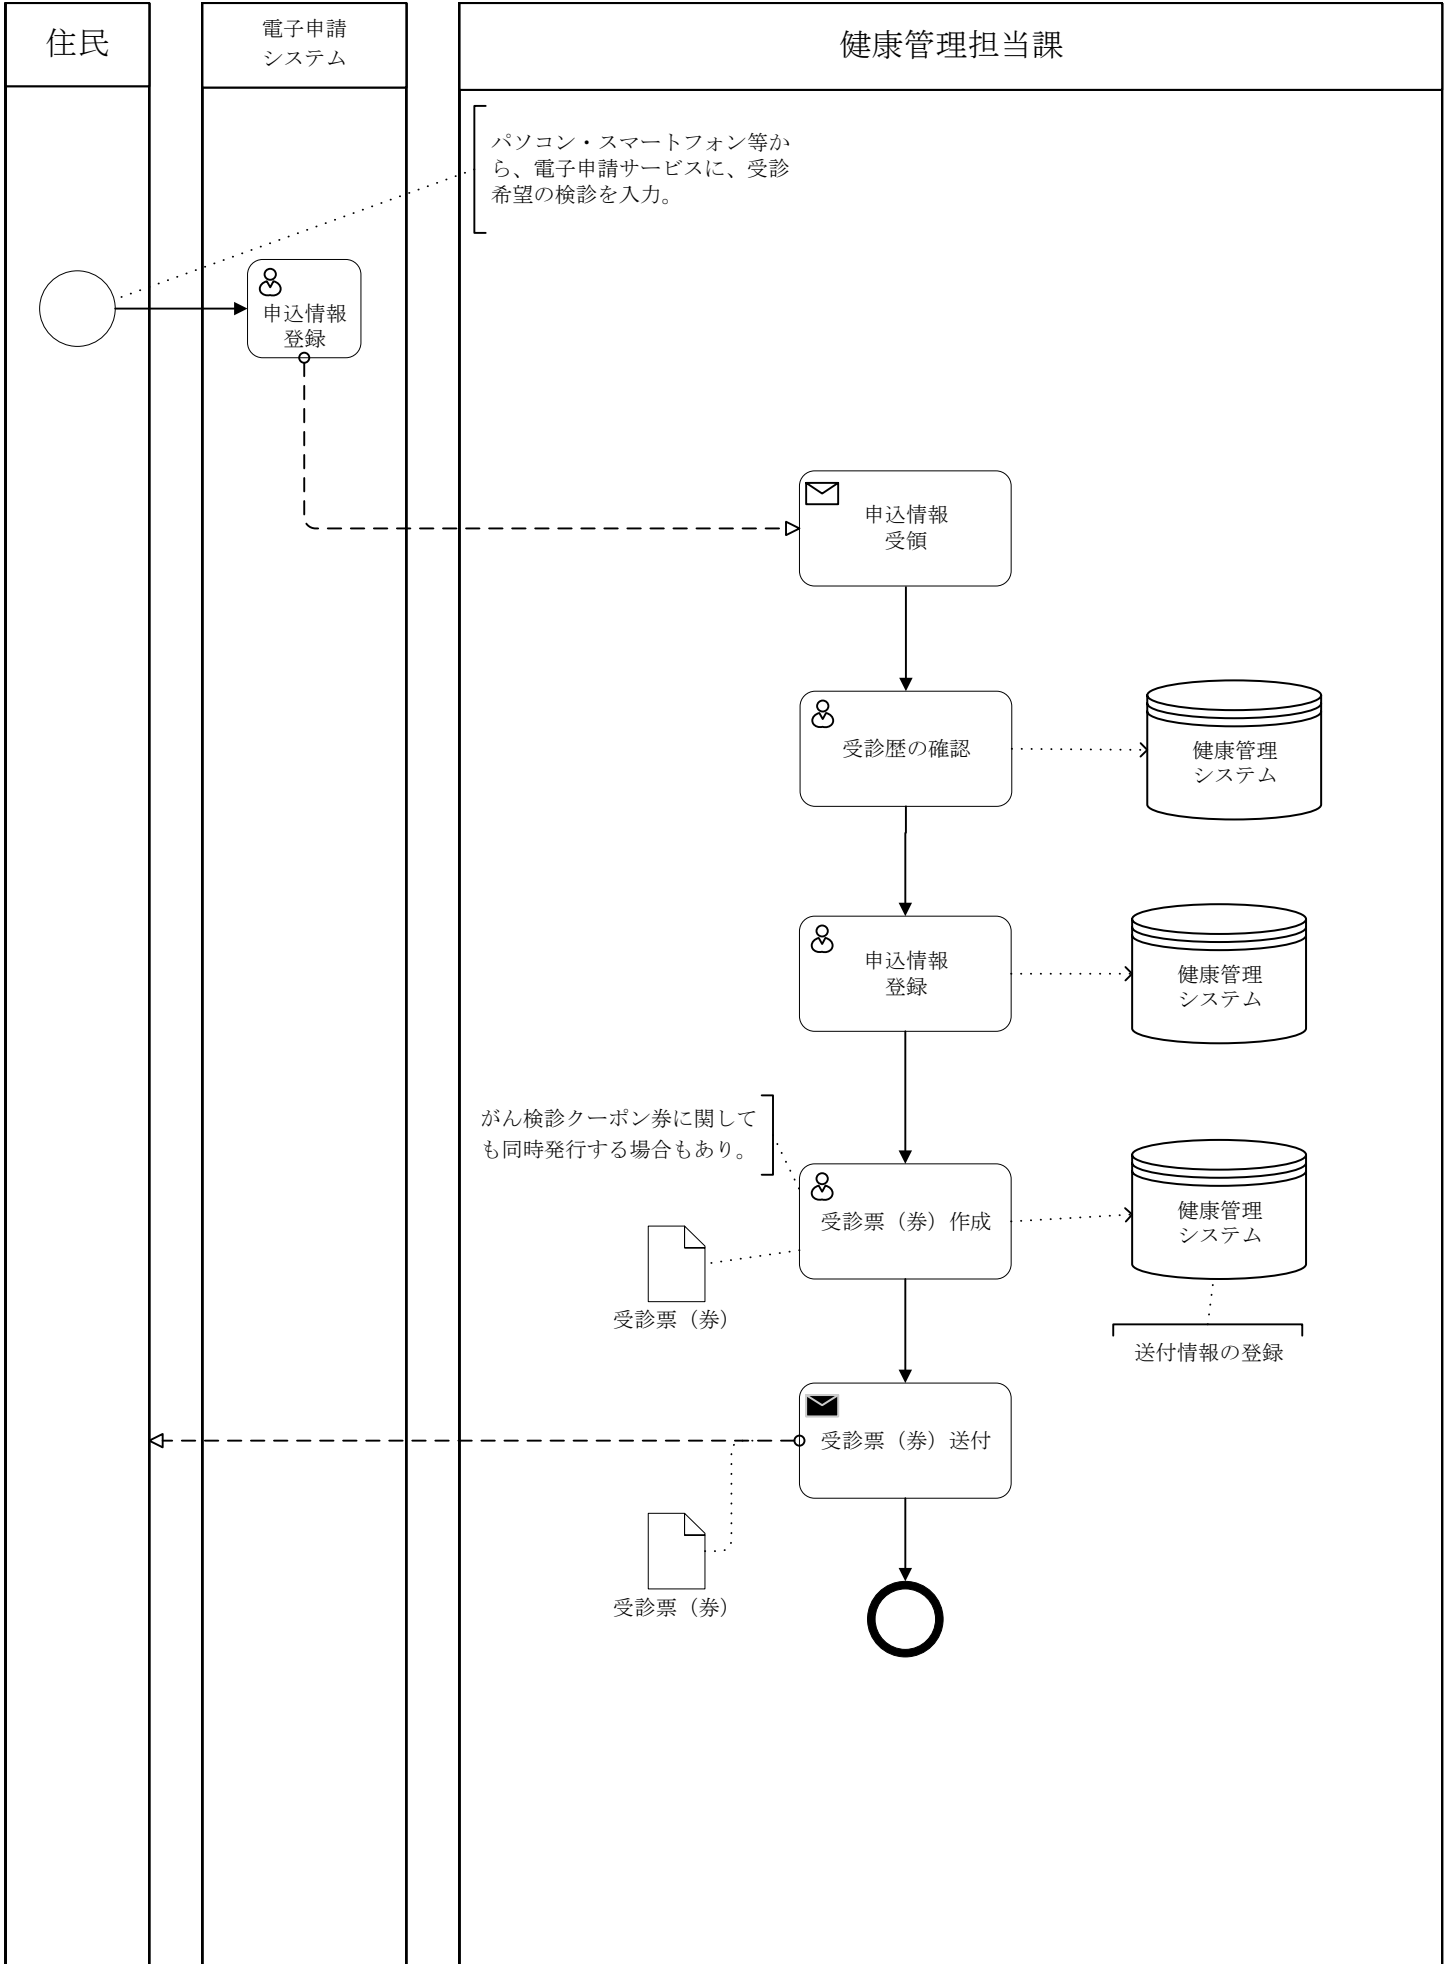 住民
電子申請
システム
健康管理担当課
パソコン・スマートフォン等か
ら、電子申請サービスに、受診
希望の検診を入力。
申込情報
登録
申込情報
受領
受診歴の確認
健康管理
システム
申込情報
登録
健康管理
システム
がん検診クーポン券に関して
も同時発行する場合もあり。
受診票（券）作成
健康管理
システム
受診票（券）
送付情報の登録
受診票（券）送付
受診票（券）